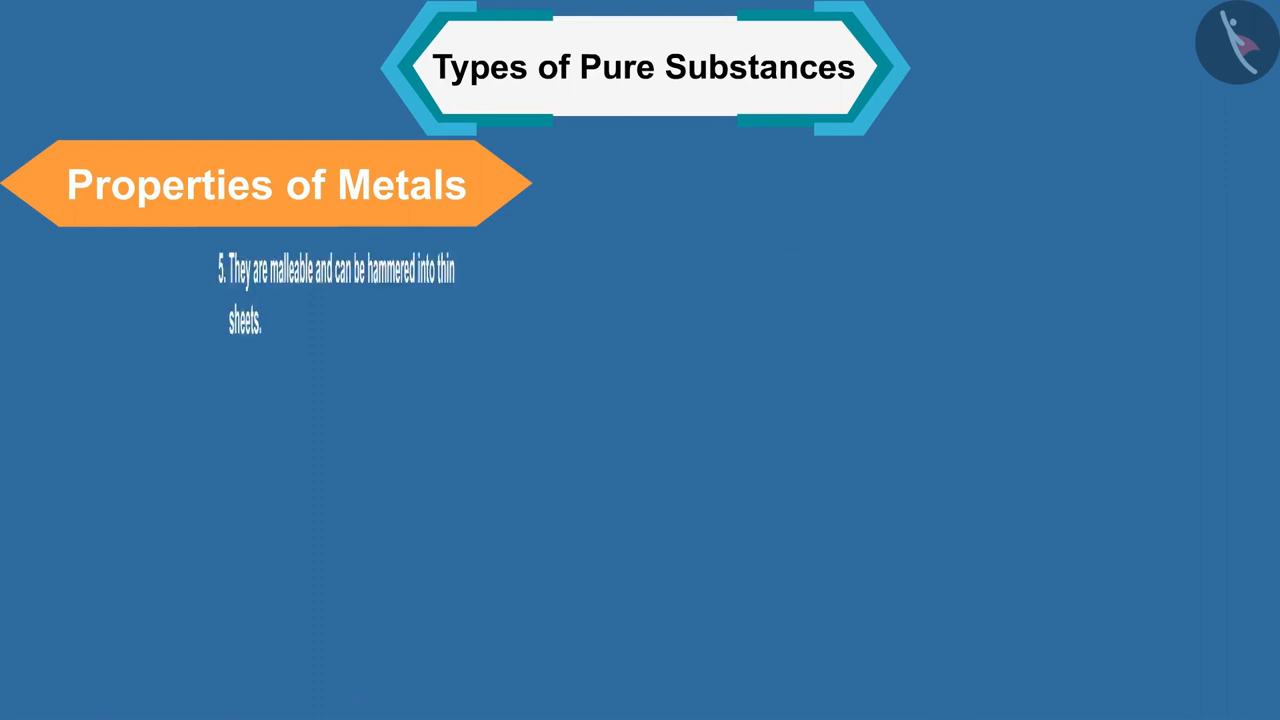 Types of Pure Substances
Properties of Metals
5. They are malleable and can be hammered into thin
sheets.